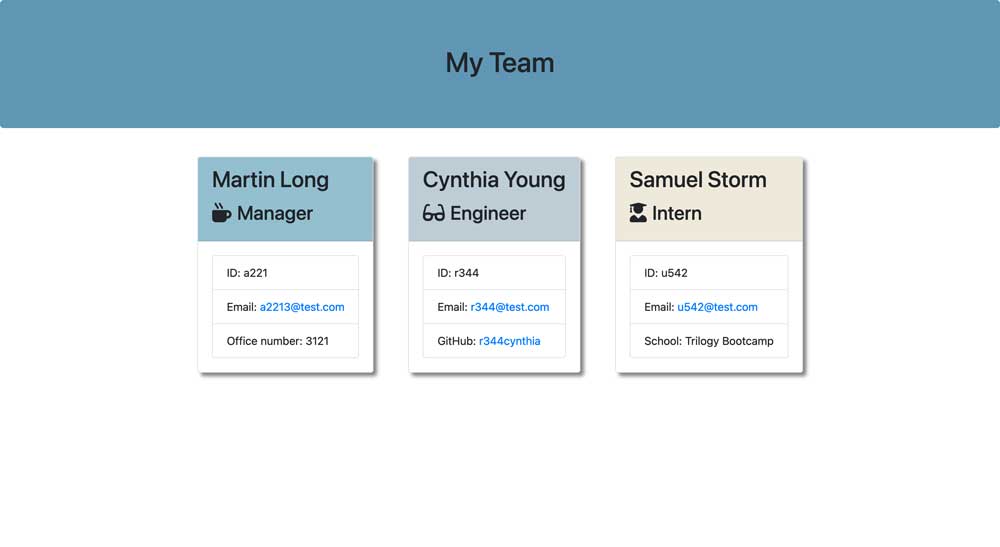 My Team
Martin Long
Manager
ID: a221
Email: a2213@test.com
Office number: 3121
Cynthia Young
Engineer
ID: r344
Email: r344@test.com
GitHub: r344cynthia
Samuel Storm
Intern
ID: u542
Email: u542@test.com
School: Trilogy Bootcamp